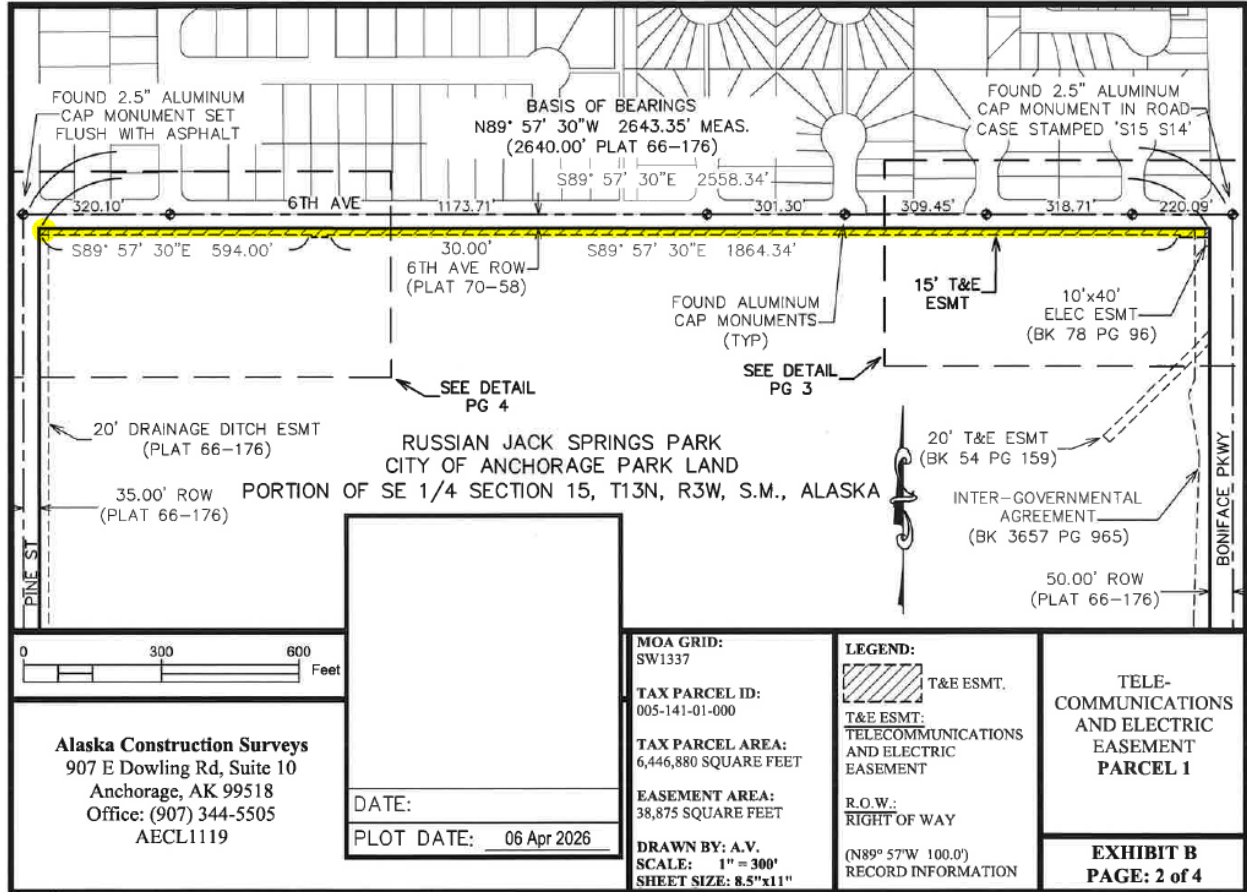 FOUND 2.5" ALUMINUM
CAP MONUMENT SET
FLUSH WITH ASPHALT
BASIS OF BEARINGS
N89° 57' 30"W 2643.35' MEAS.
(2640.00' PLAT 66-176)
FOUND 2.5" ALUMINUM
CAP MONUMENT IN ROAD
CASE STAMPED 'S15 S14'
S89° 57' 30"E 2558.34'
320.10'
6TH AVE
1173.71'
301.30'
309.45'
318.71'
220.09'
S89° 57' 30"E 594.00'
30.00'
S89° 57' 30"E 1864.34'
6TH AVE ROW
(PLAT 70-58)
FOUND ALUMINUM
CAP MONUMENTS
(TYP)
15' T&E
ESMT
10'x40'
ELEC ESMT
(BK 78 PG 96)
SEE DETAIL
PG 4
SEE DETAIL
PG 3
20' DRAINAGE DITCH ESMT
(PLAT 66-176)
35.00' ROW
(PLAT 66-176)
PINE ST
RUSSIAN JACK SPRINGS PARK
CITY OF ANCHORAGE PARK LAND
PORTION OF SE 1/4 SECTION 15, T13N, R3W, S.M., ALASKA
20' T&E ESMT
(BK 54 PG 159)
INTER-GOVERNMENTAL
AGREEMENT
(BK 3657 PG 965)
50.00' ROW
(PLAT 66-176)
BONIFACE PKWY
0 300 600
Feet
Alaska Construction Surveys
907 E Dowling Rd, Suite 10
Anchorage, AK 99518
Office: (907) 344-5505
AECL1119
DATE:
PLOT DATE: 06 Apr 2026
MOA GRID:
SW1337
TAX PARCEL ID:
005-141-01-000
TAX PARCEL AREA:
6,446,880 SQUARE FEET
EASEMENT AREA:
38,875 SQUARE FEET
DRAWN BY: A.V.
SCALE: 1" = 300'
SHEET SIZE: 8.5"x11"
LEGEND:
T&E ESMT.
T&E ESMT:
TELECOMMUNICATIONS
AND ELECTRIC
EASEMENT
R.O.W.:
RIGHT OF WAY
(N89° 57'W 100.0')
RECORD INFORMATION
TELE-
COMMUNICATIONS
AND ELECTRIC
EASEMENT
PARCEL 1
EXHIBIT B
PAGE: 2 of 4